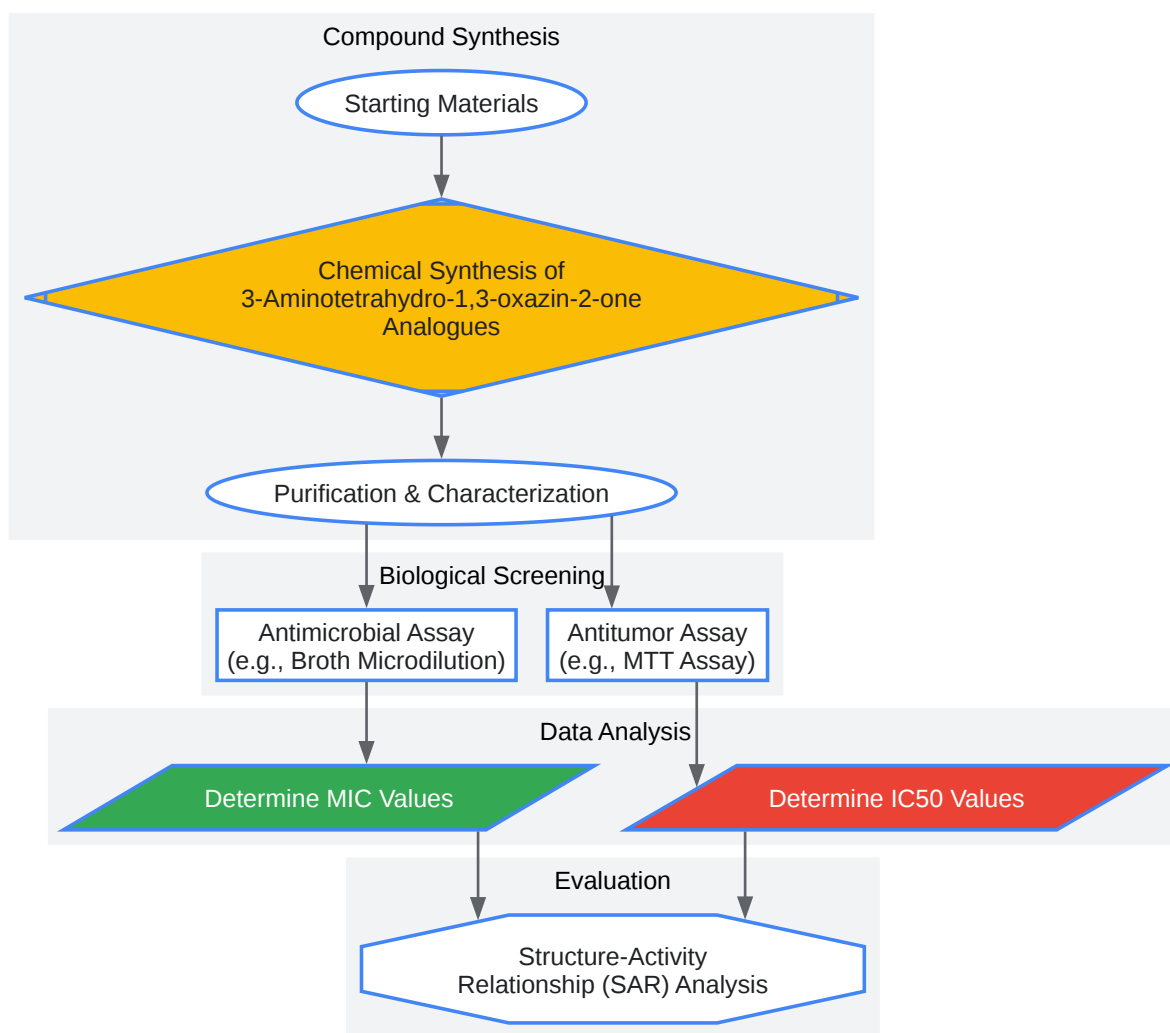 Compound Synthesis
Starting Materials
Chemical Synthesis of
3-Aminotetrahydro-1,3-oxazin-2-one
Analogues
Purification & Characterization
Biological Screening
Antimicrobial Assay
(e.g., Broth Microdilution)
Antitumor Assay
(e.g., MTT Assay)
Data Analysis
Determine MIC Values
Determine IC50 Values
Evaluation
Structure-Activity
Relationship (SAR) Analysis